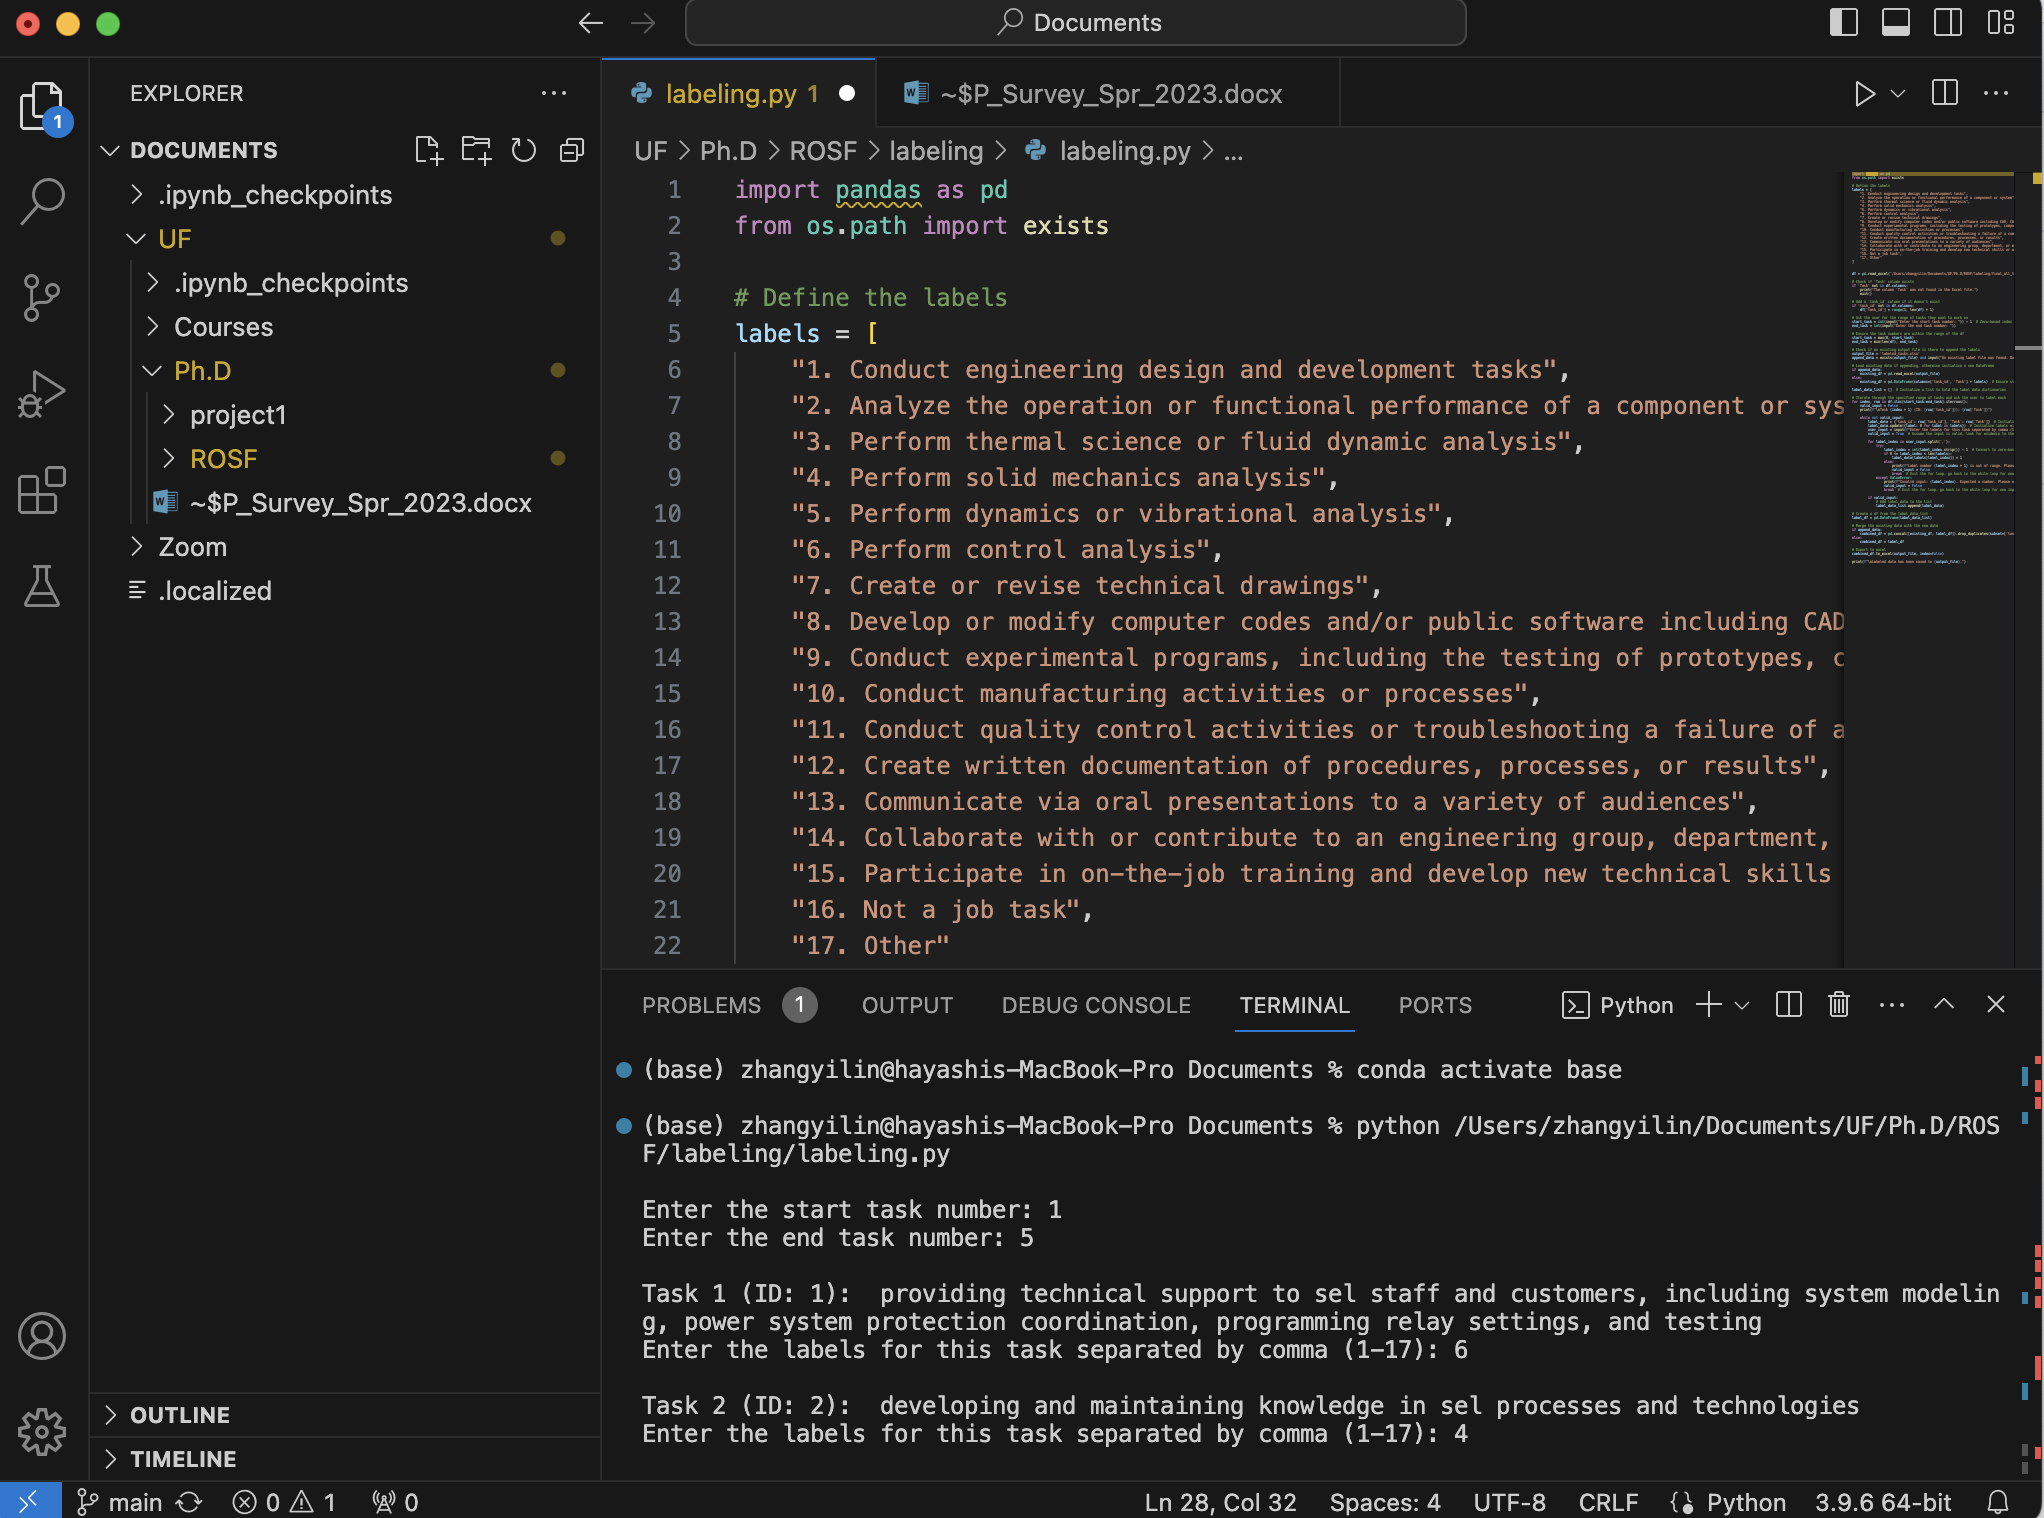 Documents
EXPLORER
1
DOCUMENTS
.ipynb_checkpoints
UF
.ipynb_checkpoints
Courses
Ph.D
project1
ROSF
~$P_Survey_Spr_2023.docx
Zoom
.localized
OUTLINE
TIMELINE
labeling.py 1
~$P_Survey_Spr_2023.docx
UF > Ph.D > ROSF > labeling > labeling.py > ...
1 import pandas as pd
2 from os.path import exists
3
4 # Define the labels
5 labels = [
6 "1. Conduct engineering design and development tasks",
7 "2. Analyze the operation or functional performance of a component or sys
8 "3. Perform thermal science or fluid dynamic analysis",
9 "4. Perform solid mechanics analysis",
10 "5. Perform dynamics or vibrational analysis",
11 "6. Perform control analysis",
12 "7. Create or revise technical drawings",
13 "8. Develop or modify computer codes and/or public software including CAD
14 "9. Conduct experimental programs, including the testing of prototypes, c
15 "10. Conduct manufacturing activities or processes",
16 "11. Conduct quality control activities or troubleshooting a failure of a
17 "12. Create written documentation of procedures, processes, or results",
18 "13. Communicate via oral presentations to a variety of audiences",
19 "14. Collaborate with or contribute to an engineering group, department,
20 "15. Participate in on-the-job training and develop new technical skills
21 "16. Not a job task",
22 "17. Other"
PROBLEMS 1 OUTPUT DEBUG CONSOLE TERMINAL PORTS Python
(base) zhangyilin@hayashis-MacBook-Pro Documents % conda activate base
(base) zhangyilin@hayashis-MacBook-Pro Documents % python /Users/zhangyilin/Documents/UF/Ph.D/ROS
F/labeling/labeling.py
Enter the start task number: 1
Enter the end task number: 5
Task 1 (ID: 1):  providing technical support to sel staff and customers, including system modelin
g, power system protection coordination, programming relay settings, and testing
Enter the labels for this task separated by comma (1-17): 6
Task 2 (ID: 2):  developing and maintaining knowledge in sel processes and technologies
Enter the labels for this task separated by comma (1-17): 4
main 0 1 0 Ln 28, Col 32 Spaces: 4 UTF-8 CRLF Python 3.9.6 64-bit